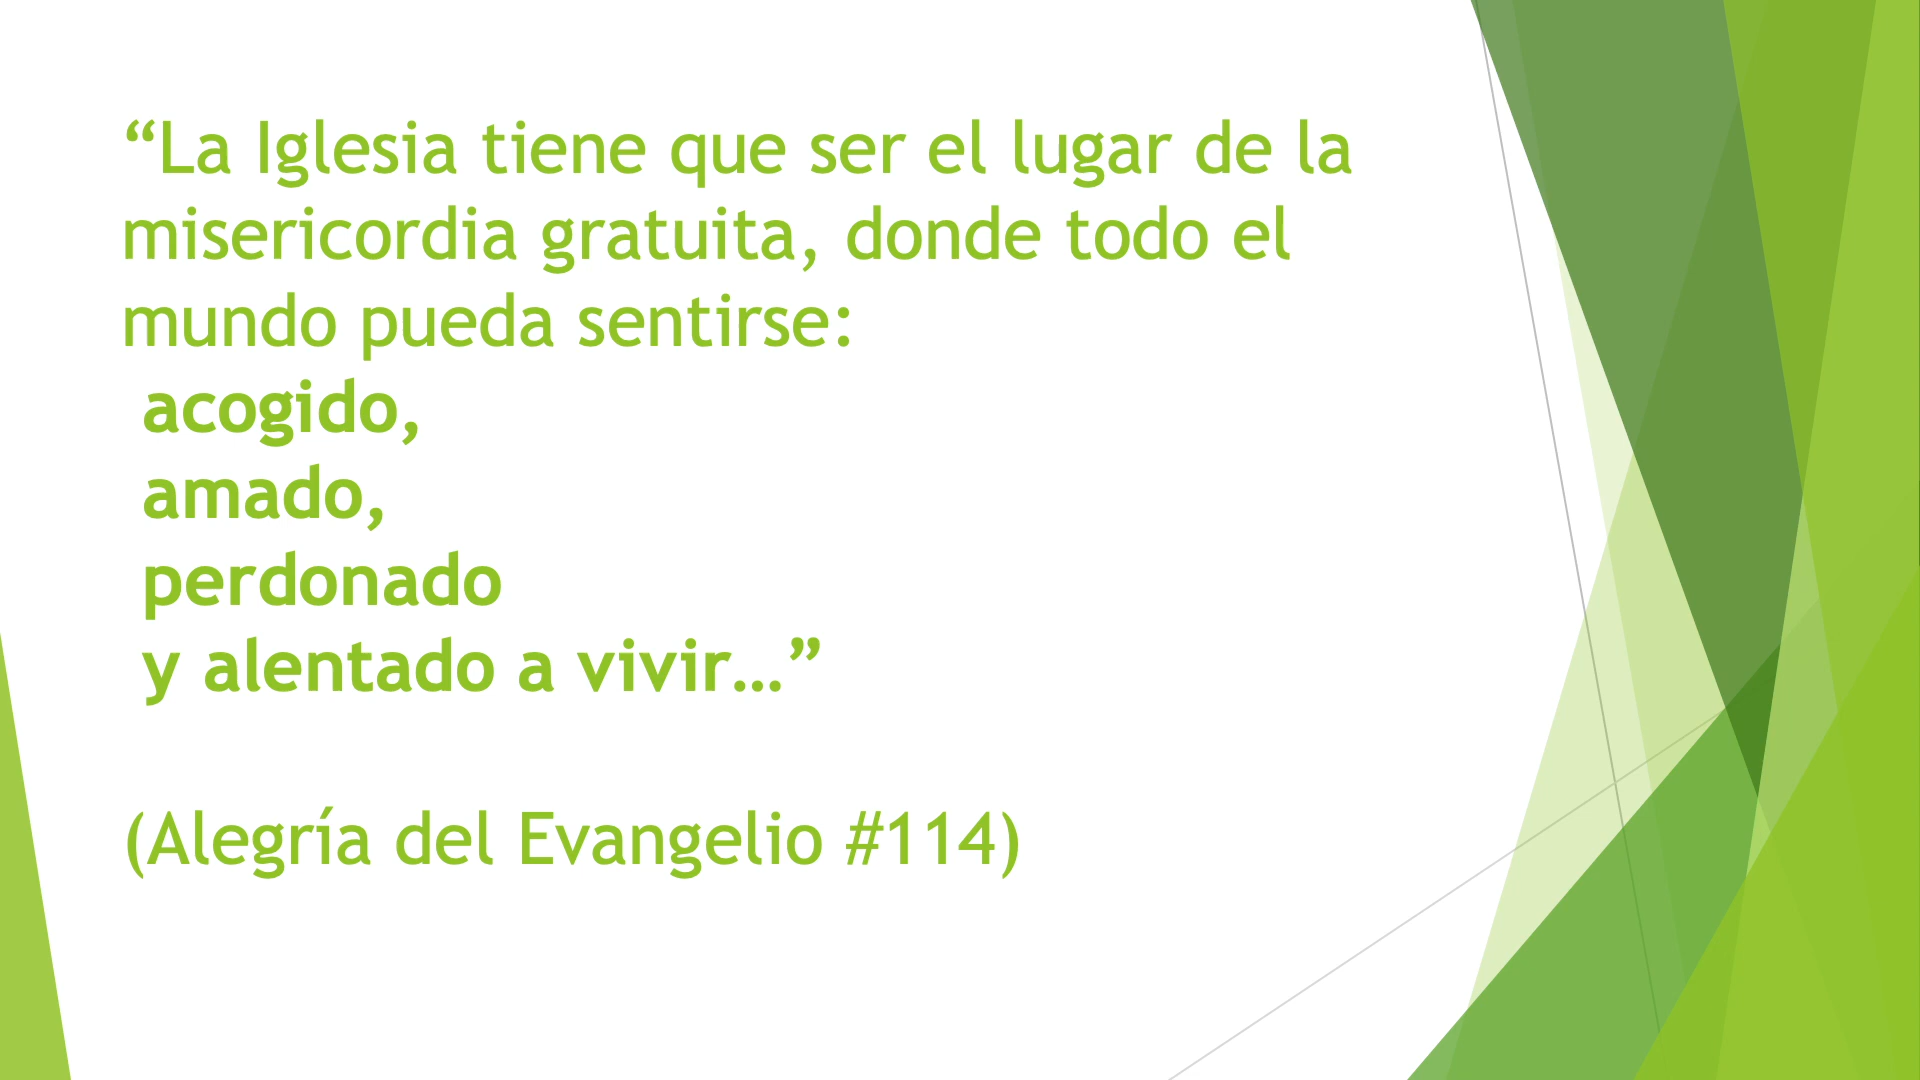 “La Iglesia tiene que ser el lugar de la
misericordia gratuita, donde todo el
mundo pueda sentirse:
acogido,
amado,
perdonado
y alentado a vivir…”
(Alegría del Evangelio #114)